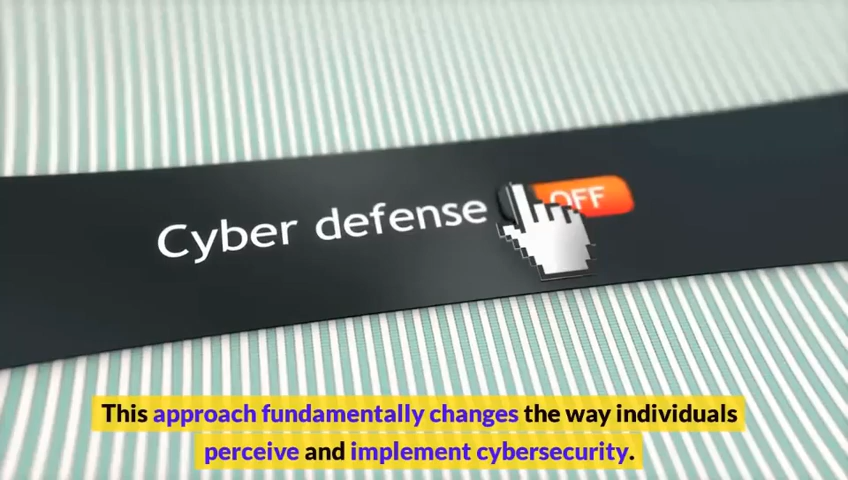 Cyber defense OFF
This approach fundamentally changes the way individuals
perceive and implement cybersecurity.